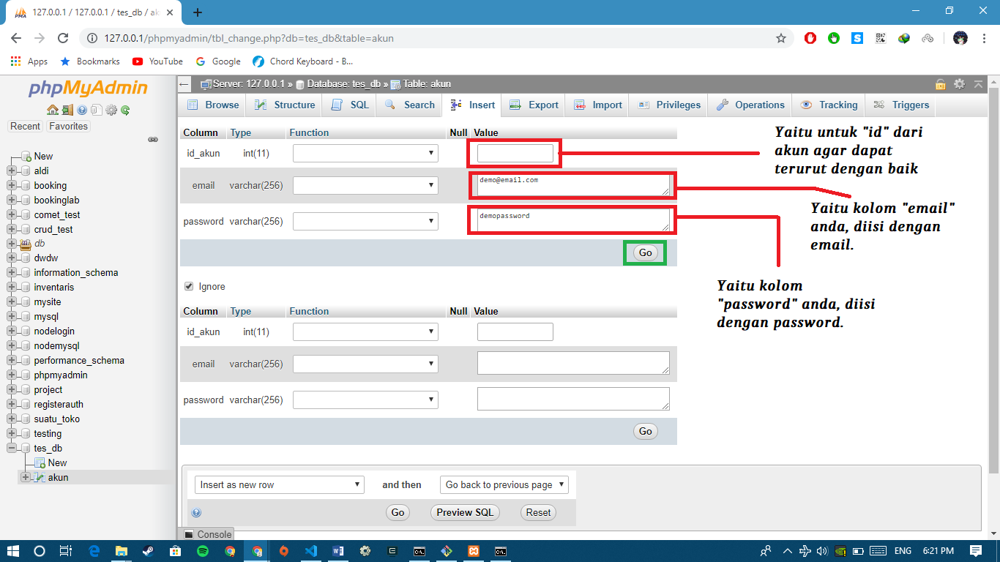 127.0.0.1 / 127.0.0.1 / tes_db / ak
127.0.0.1/phpmyadmin/tbl_change.php?db=tes_db&table=akun
Apps
Bookmarks
YouTube
Google
Chord Keyboard - B...
phpMyAdmin
Recent
Favorites
New
aldi
booking
bookinglab
comet_test
crud_test
db
dwdw
information_schema
inventaris
mysite
mysql
nodelogin
nodemysql
performance_schema
phpmyadmin
project
registerauth
suatu_toko
testing
tes_db
New
akun
Server: 127.0.0.1 » Database: tes_db » Table: akun
Browse
Structure
SQL
Search
Insert
Export
Import
Privileges
Operations
Tracking
Triggers
Column Type Function Null Value
id_akun int(11)
email varchar(256) demo@email.com
password varchar(256) demopassword
Go
Yaitu untuk "id" dari
akun agar dapat
terurut dengan baik
Yaitu kolom "email"
anda, diisi dengan
email.
Yaitu kolom
"password" anda, diisi
dengan password.
Ignore
Column Type Function Null Value
id_akun int(11)
email varchar(256)
password varchar(256)
Go
Insert as new row
and then
Go back to previous page
Go
Preview SQL
Reset
Console
ENG
6:21 PM